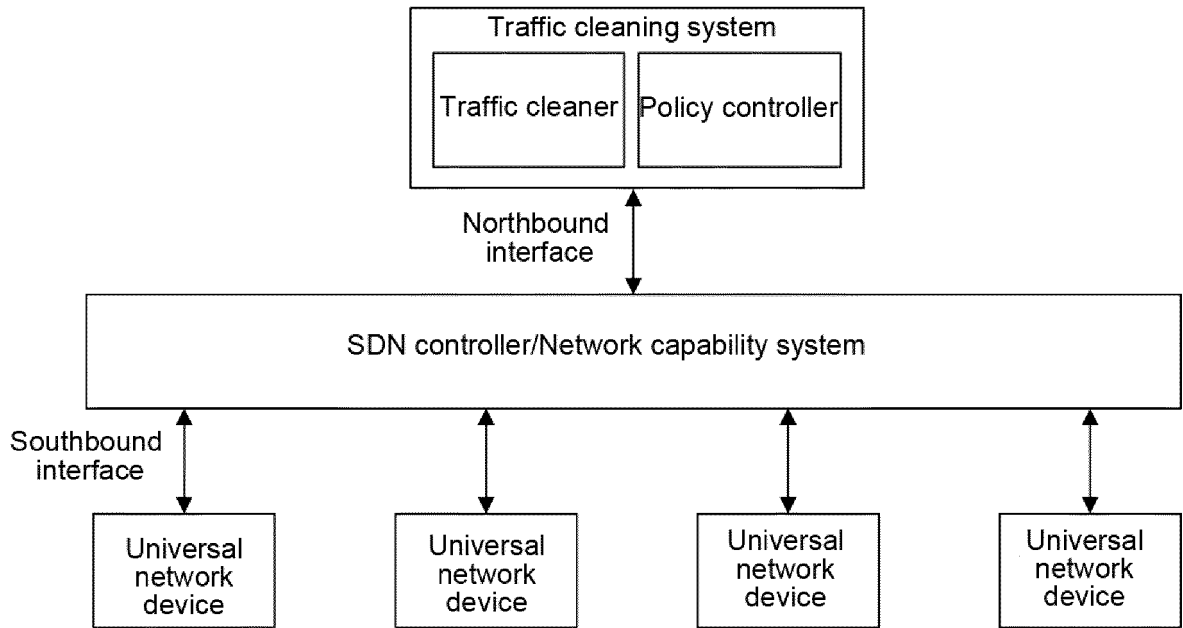 Traffic cleaning system
Traffic cleaner
Policy controller
Northbound
interface
SDN controller/Network capability system
Southbound
interface
Universal
network
device
Universal
network
device
Universal
network
device
Universal
network
device